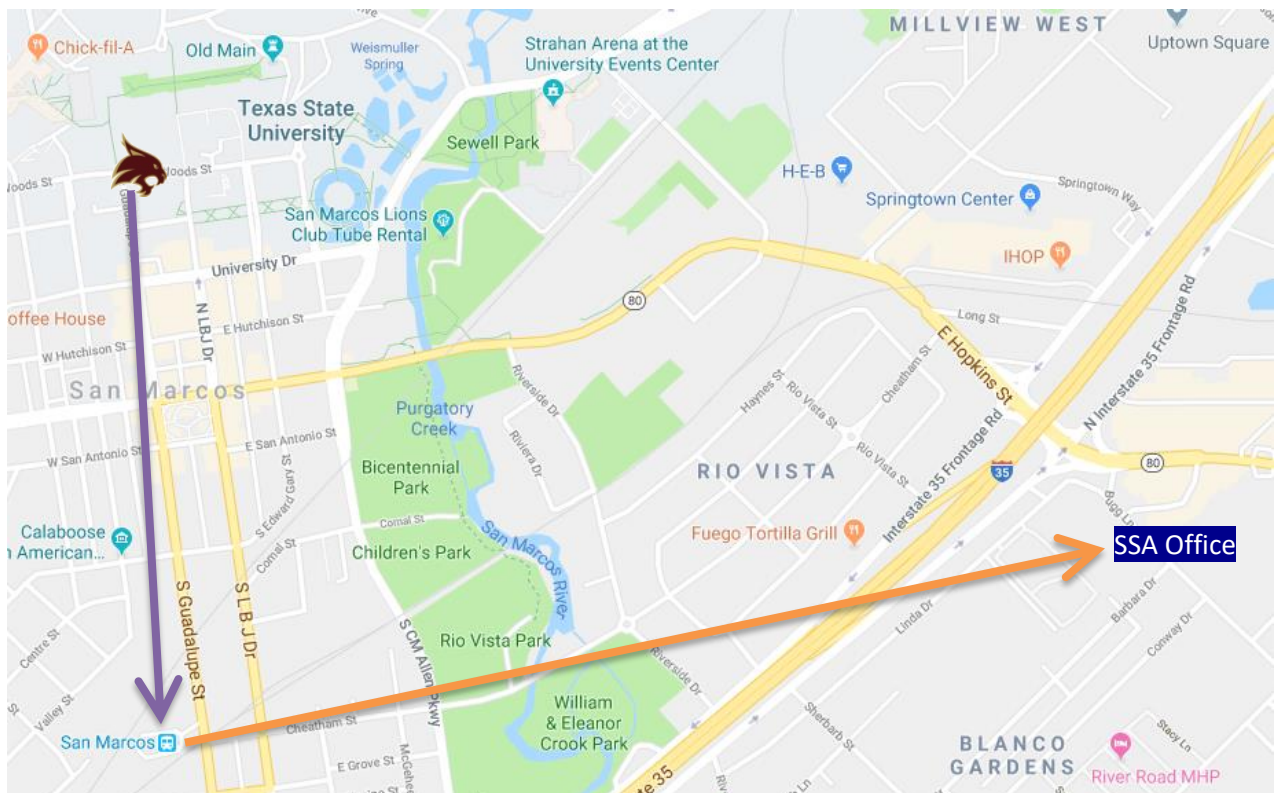 MILLVIEW WEST
Chick-fil-A
Old Main
Weismuller
Spring
Strahan Arena at the
University Events Center
Uptown Square
Texas State
University
Sewell Park
Woods St
H-E-B
Springtown Center
Springtown Way
San Marcos Lions
Club Tube Rental
University Dr
IHOP
80
N LBJ Dr
offee House
E Hutchison St
W Hutchison St
Long St
E Hopkins St
Cheatham St
N Interstate 35 Frontage Rd
San Marcos
Riverside Dr
Haynes St
Rio Vista St
Purgatory
Creek
Riviera Dr
E San Antonio St
W San Antonio St
S Edward Gary St
Rio Vista St
Interstate 35 Frontage Rd
Bicentennial
Park
RIO VISTA
35
80
Bugg Ln
Calaboose
n American...
Comal St
Comal St
San Marcos River
Fuego Tortilla Grill
SSA Office
Children's Park
S Guadalupe St
S L B J Dr
S CM Allen Pkwy
Rio Vista Park
Linda Dr
Barbara Dr
Conway Dr
Centre St
Valley St
Riverside Dr
William
& Eleanor
Crook Park
San Marcos
Cheatham St
Sherbarb St
Stacy Ln
BLANCO
GARDENS
E Grove St
McGehee
te 35
River Road MHP